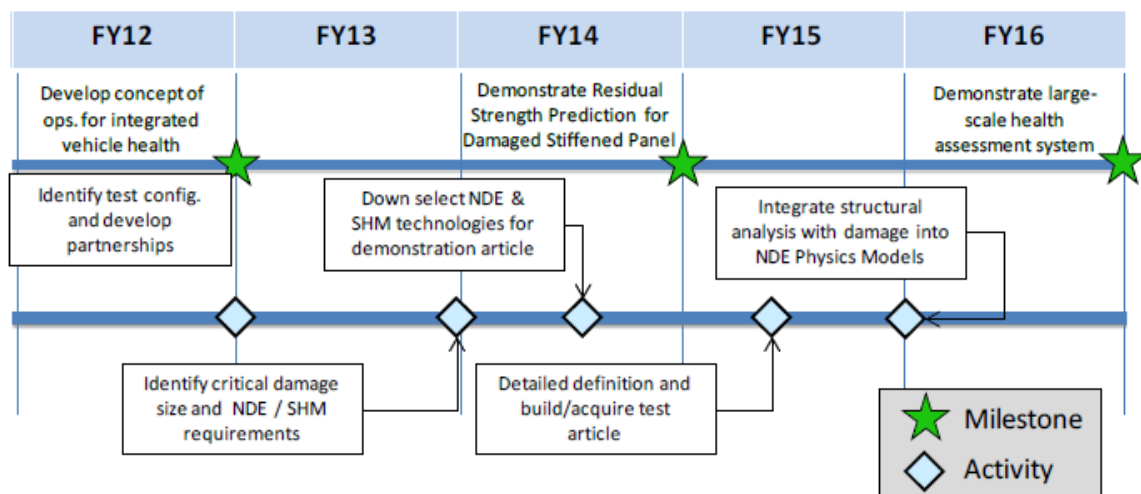 FY12
FY13
FY14
FY15
FY16
Develop concept of
ops. for integrated
vehicle health
Demonstrate Residual
Strength Prediction for
Damaged Stiffened Panel
Demonstrate large-
scale health
assessment system
Identify test config.
and develop
partnerships
Down select NDE &
SHM technologies for
demonstration article
Integrate structural
analysis with damage into
NDE Physics Models
Identify critical damage
size and NDE / SHM
requirements
Detailed definition and
build/acquire test
article
Milestone
Activity